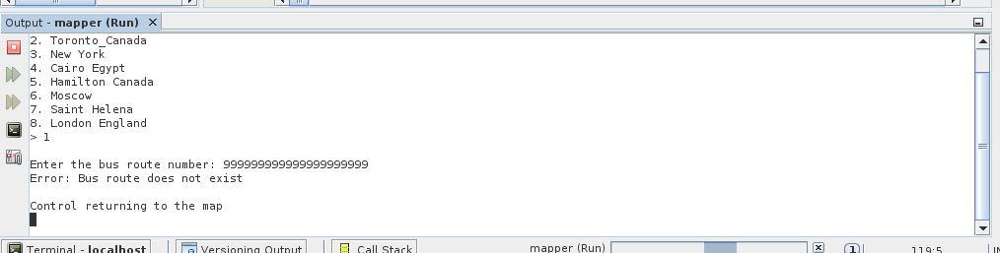 Output - mapper (Run) ×
2. Toronto_Canada
3. New York
4. Cairo Egypt
5. Hamilton Canada
6. Moscow
7. Saint Helena
8. London England
> 1
Enter the bus route number: 999999999999999999999
Error: Bus route does not exist
Control returning to the map
Terminal - localhost
Versioning Output
Call Stack
mapper (Run)
1
119:5